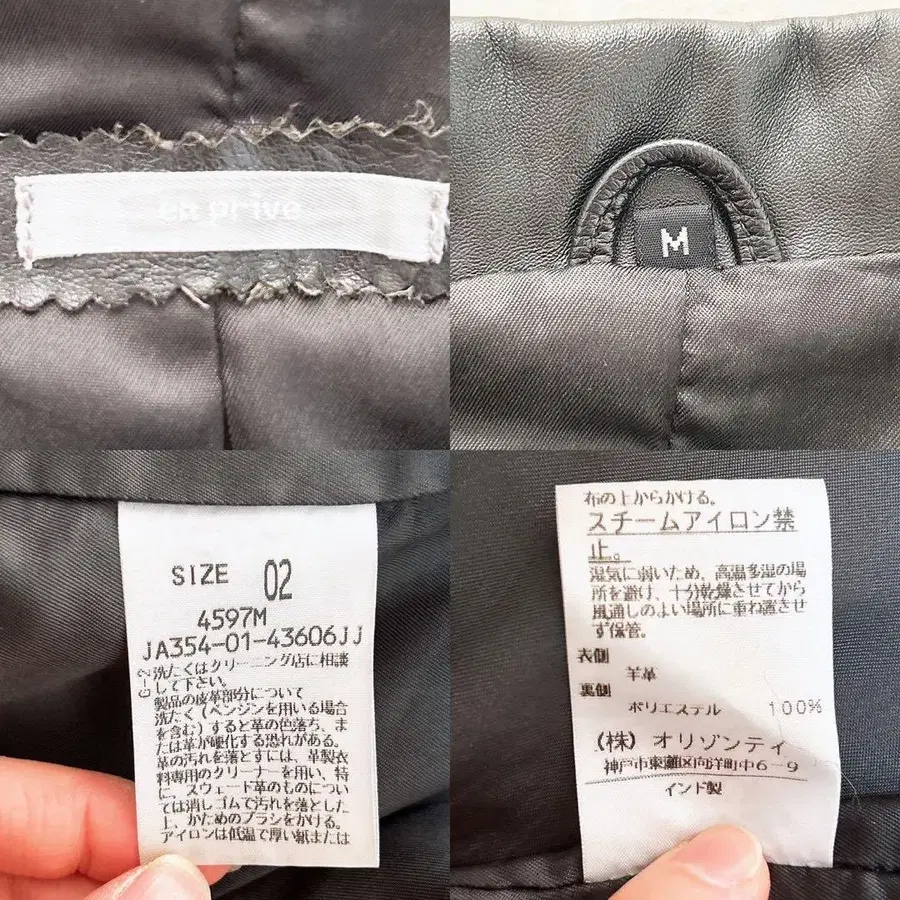 en prive
M
SIZE 02
4597M
JA354-01-43606JJ
G-2
洗たくはクリーニング店に相談
して下さい。
製品の皮革部分について
洗たく(ベンジンを用いる場合
を含む)すると革の色落ち、ま
たは革が硬化する恐れがある。
革の汚れを落とすには、革製衣
料専用のクリーナーを用い、特
に、スウェード革のものについ
ては消しゴムで汚れを落とした
上、かためのブラシをかける。
アイロンは低温で厚い紙または
布の上からかける。
スチームアイロン禁
止。
湿気に弱いため、高温多湿の場
所を避け、十分乾燥させてから
風通しのよい場所に重ね置きせ
ず保管。
表側
羊革
裏側
ポリエステル 100%
(株)オリゾンティ
神戸市東灘区向洋町中6-9
インド製